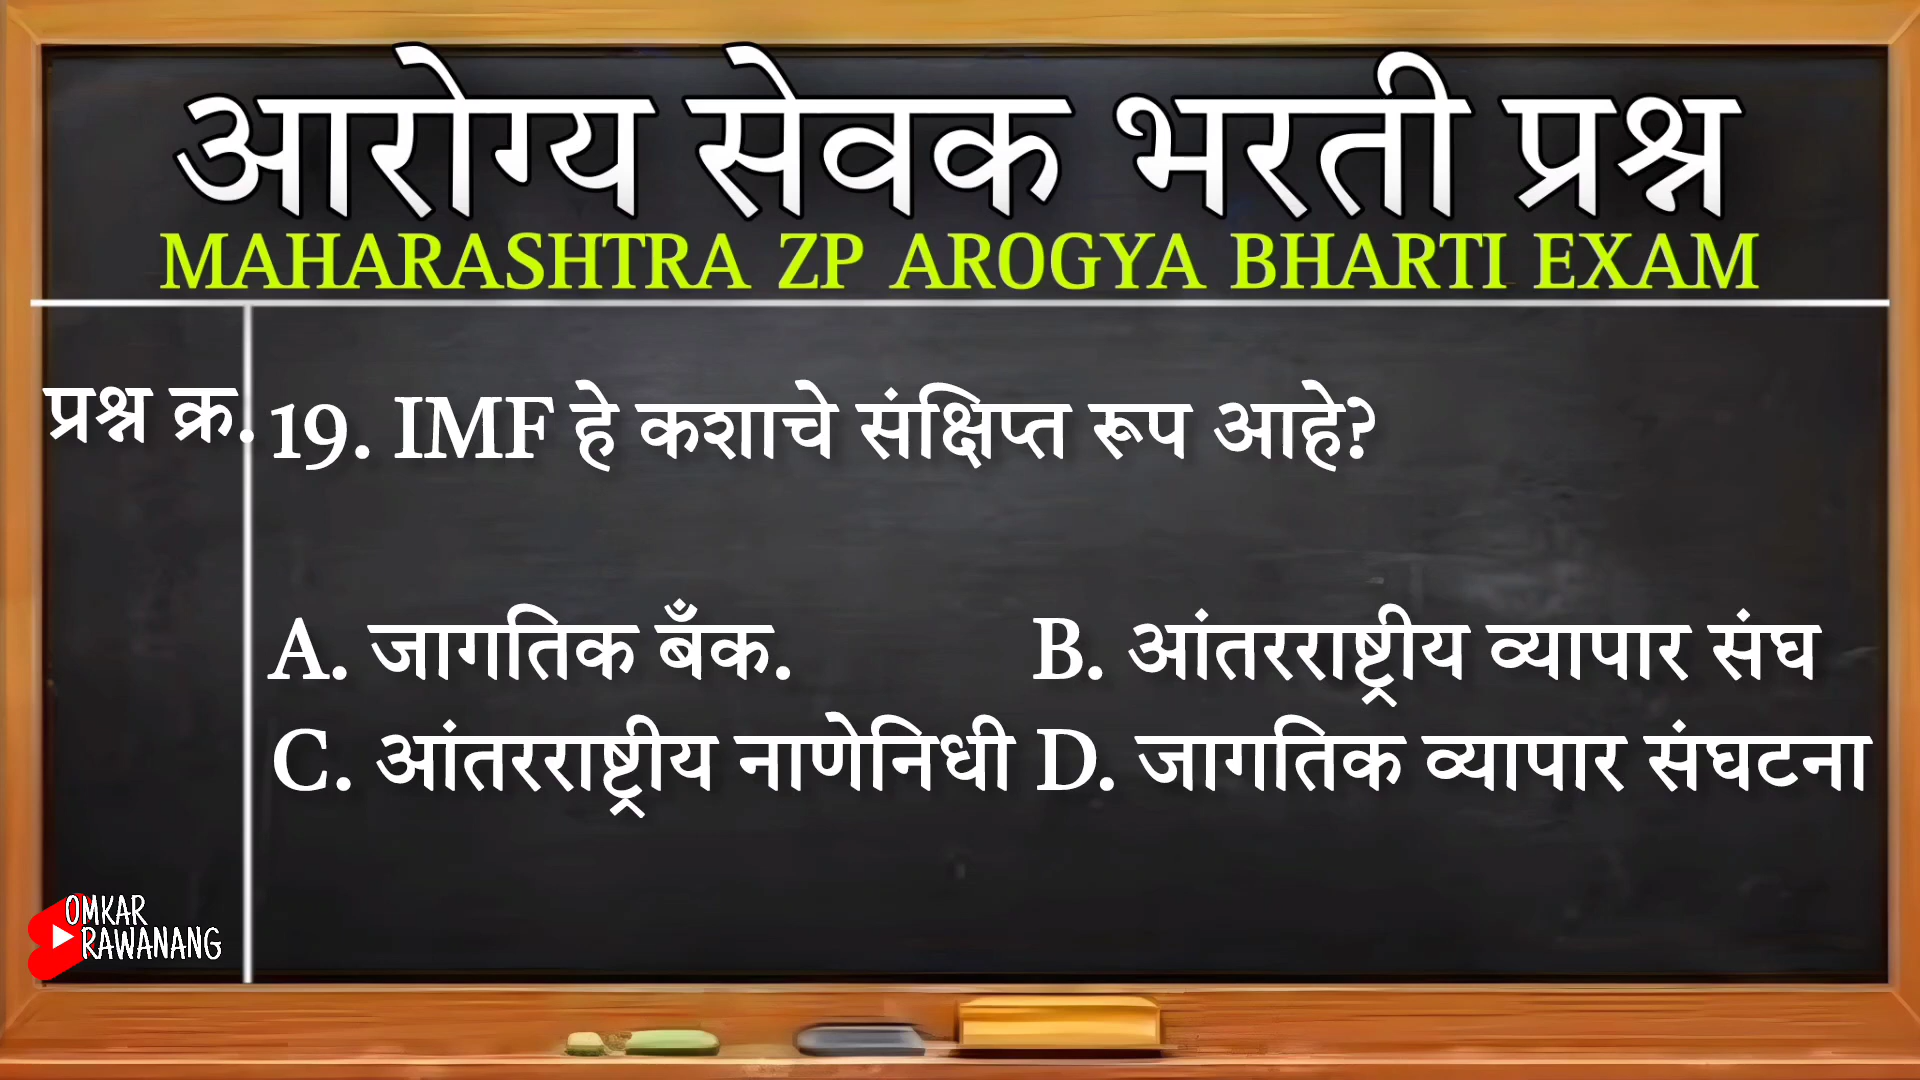 आरोग्य सेवक भरती प्रश्न
MAHARASHTRA ZP AROGYA BHARTI EXAM
प्रश्न क्र. 19. IMF हे कशाचे संक्षिप्त रूप आहे?
A. जागतिक बँक. B. आंतरराष्ट्रीय व्यापार संघ
C. आंतरराष्ट्रीय नाणेनिधी D. जागतिक व्यापार संघटना
OMKAR
RAWANANG